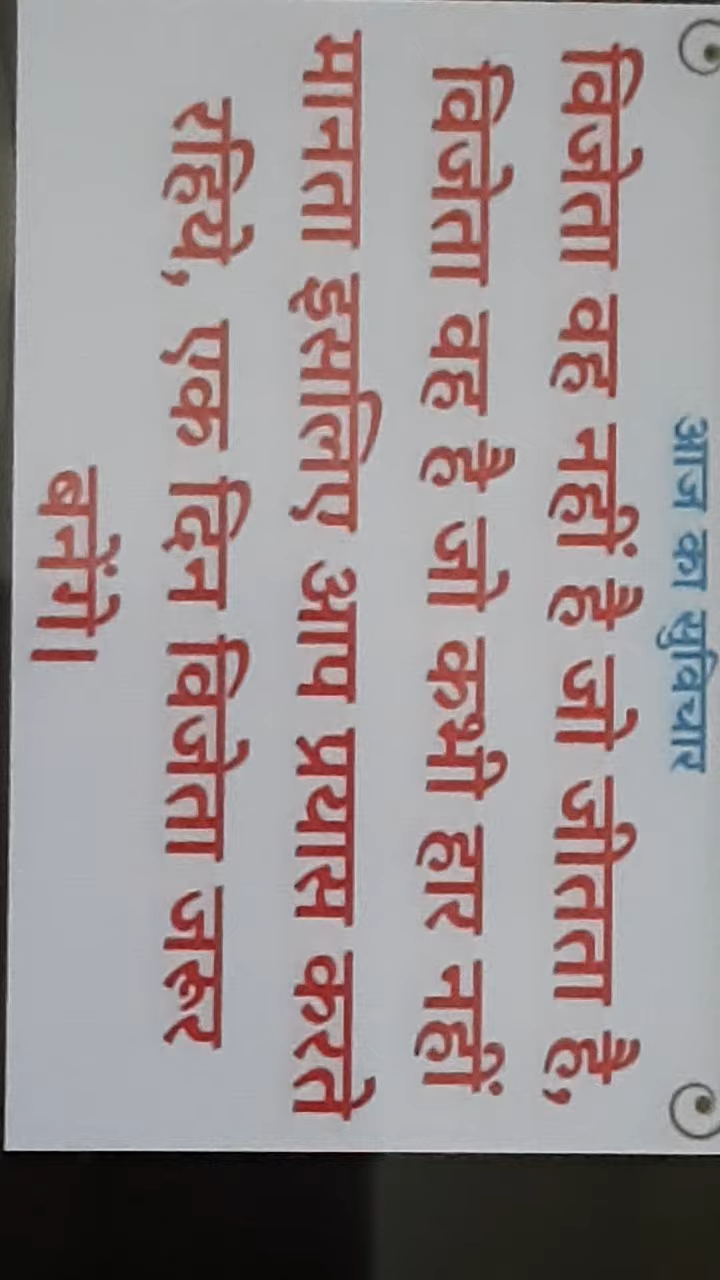 आज का सुविचार
विजेता वह नहीं है जो जीतता है,
विजेता वह है जो कभी हार नहीं
मानता इसलिए आप प्रयास करते
रहिये, एक दिन विजेता जरूर
बनेंगे।